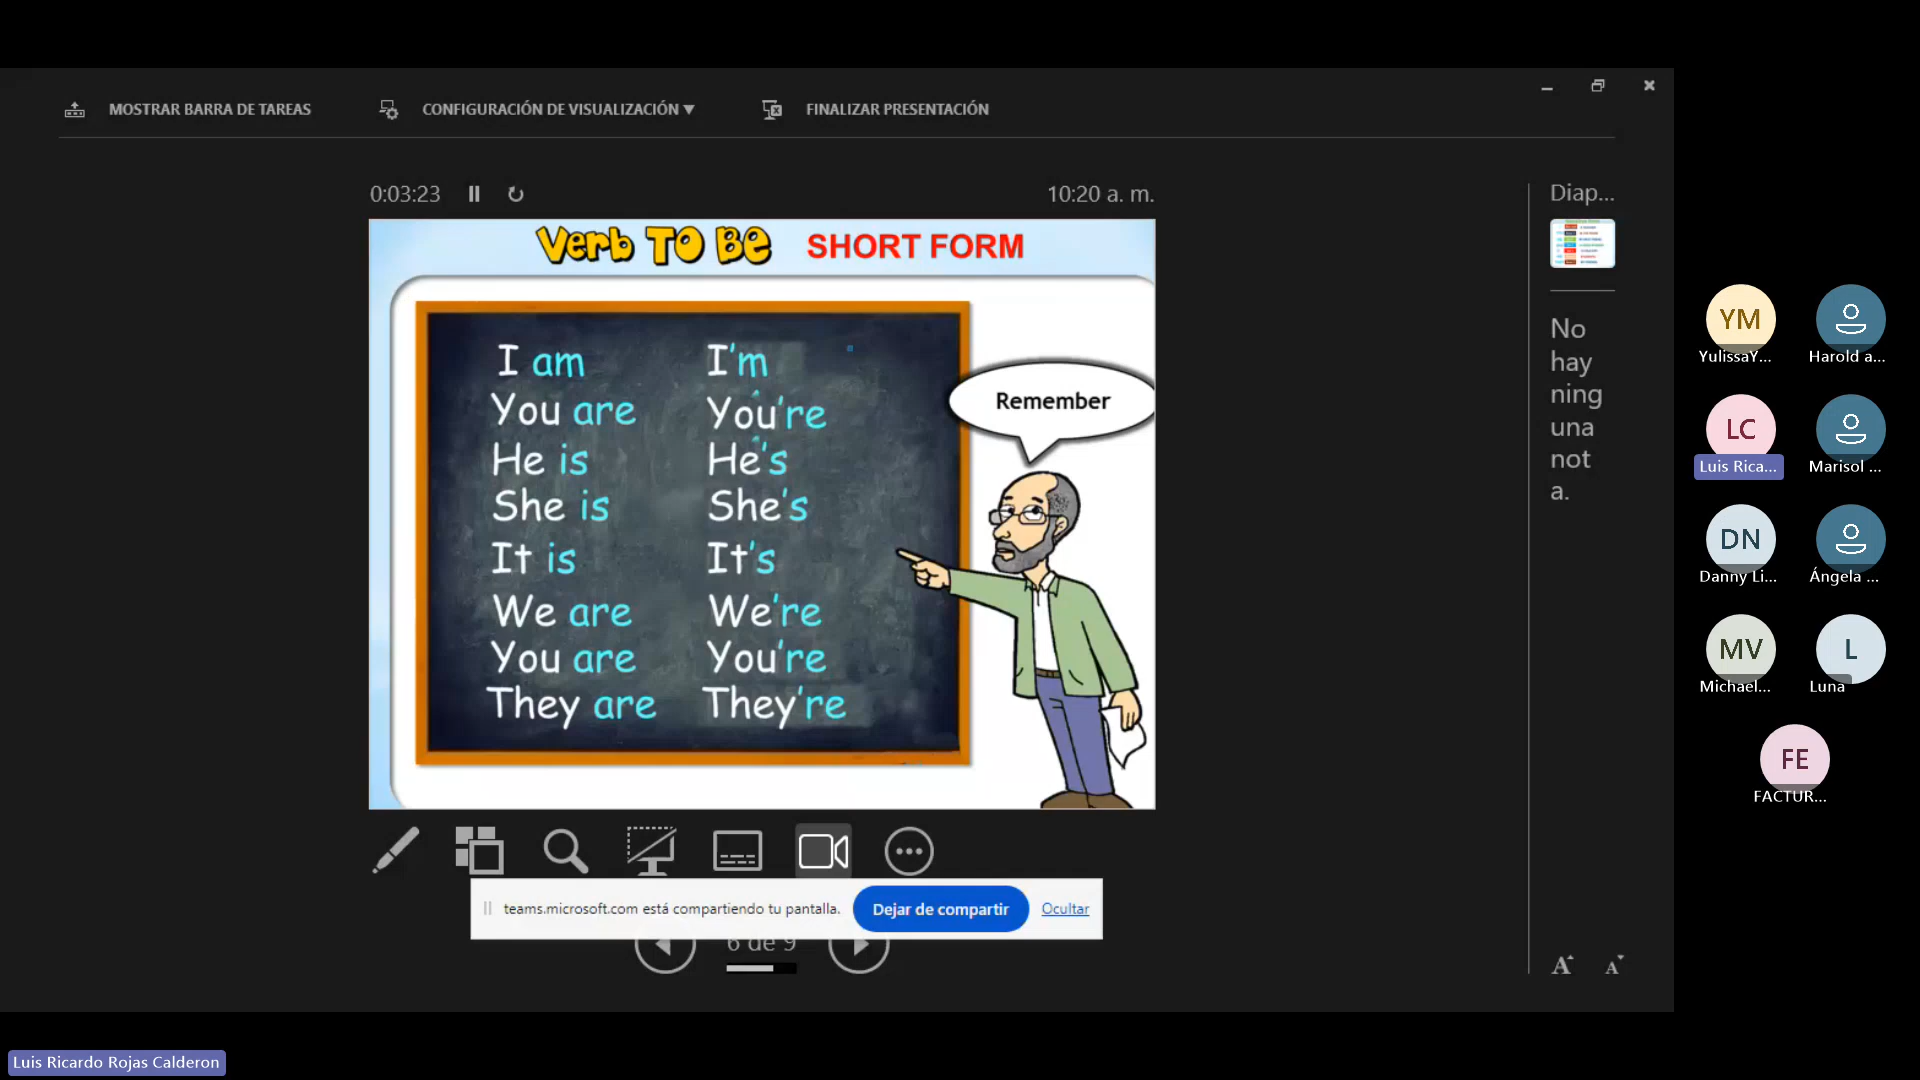 MOSTRAR BARRA DE TAREAS CONFIGURACIÓN DE VISUALIZACIÓN ▼ FINALIZAR PRESENTACIÓN
0:03:23 10:20 a. m.
Verb TO BE SHORT FORM
I am I'm
You are You're
He is He's
She is She's
It is It's
We are We're
You are You're
They are They're
Remember
teams.microsoft.com está compartiendo tu pantalla. Dejar de compartir Ocultar
6 de 9
Diap...
No
hay
ning
una
not
a.
A A
YM
YulissaY... Harold a...
LC
Luis Rica... Marisol ...
DN
Danny Li... Ángela ...
MV L
Michael... Luna
FE
FACTUR...
Luis Ricardo Rojas Calderon